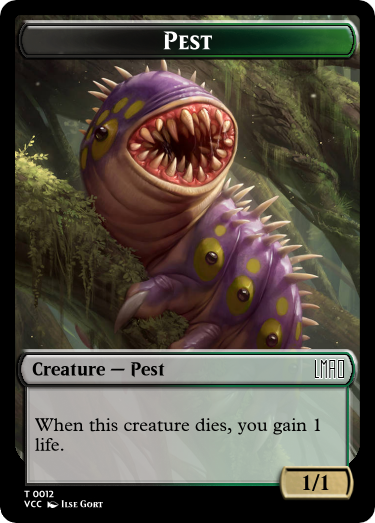 Pest
Creature — Pest
LMAO
When this creature dies, you gain 1
life.
1/1
T 0012
VCC Ilse Gort